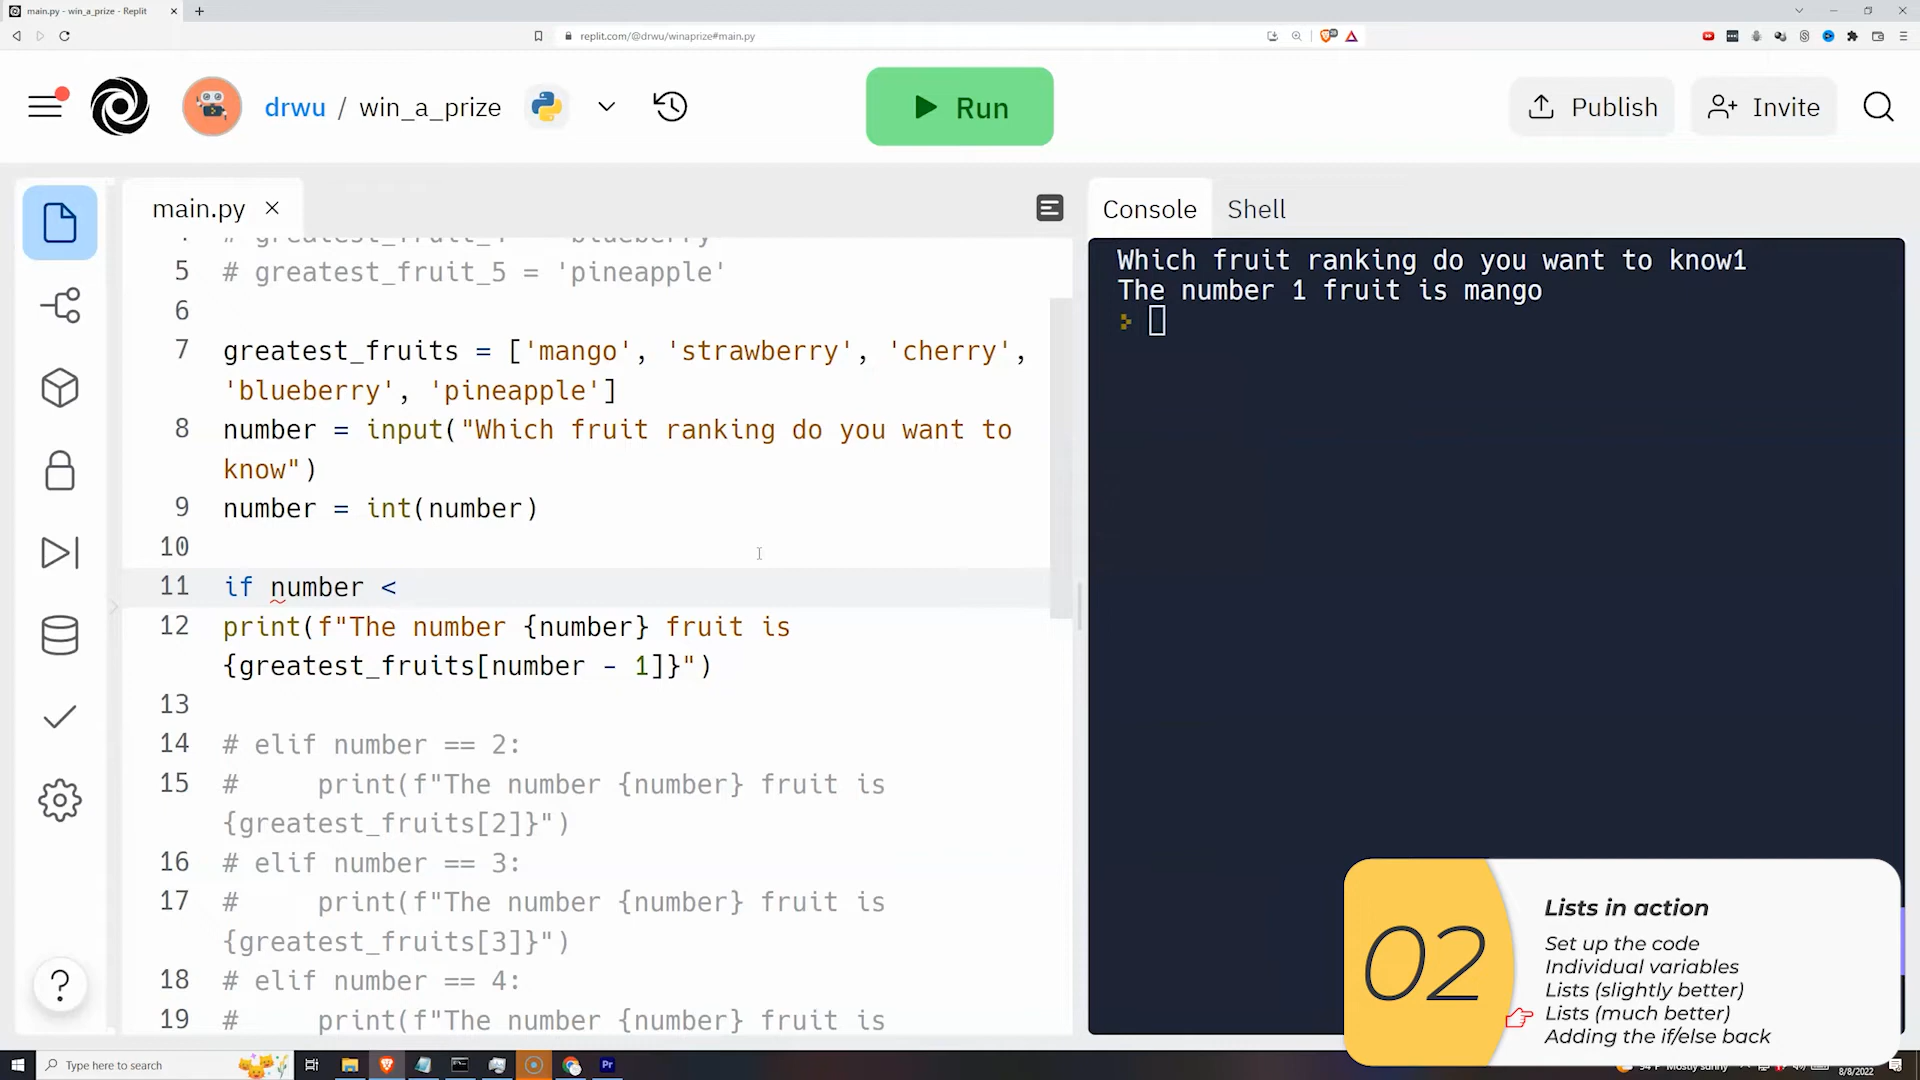 main.py - win_a_prize - Replit
replit.com/@drwu/winaprize#main.py
drwu / win_a_prize
Run
Publish
Invite
main.py
Console
Shell
5 # greatest_fruit_5 = 'pineapple'
6
7 greatest_fruits = ['mango', 'strawberry', 'cherry',
'blueberry', 'pineapple']
8 number = input("Which fruit ranking do you want to
know")
9 number = int(number)
10
11 if number <
12 print(f"The number {number} fruit is
{greatest_fruits[number - 1]}")
13
14 # elif number == 2:
15 #     print(f"The number {number} fruit is
{greatest_fruits[2]}")
16 # elif number == 3:
17 #     print(f"The number {number} fruit is
{greatest_fruits[3]}")
18 # elif number == 4:
19 #     print(f"The number {number} fruit is
Which fruit ranking do you want to know1
The number 1 fruit is mango
02
Lists in action
Set up the code
Individual variables
Lists (slightly better)
Lists (much better)
Adding the if/else back
?
Type here to search
Pr
8/8/2022